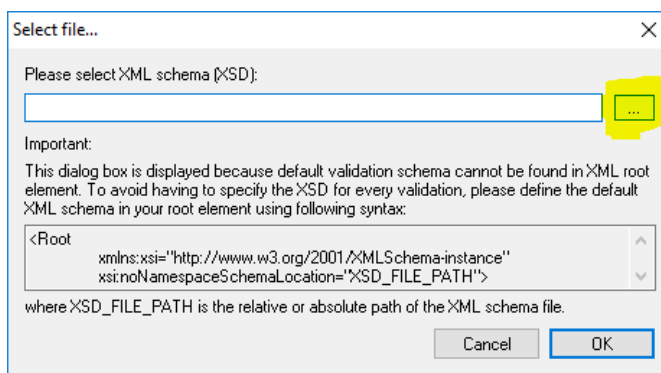 Select file...
Please select XML schema (XSD):
...
Important:
This dialog box is displayed because default validation schema cannot be found in XML root
element. To avoid having to specify the XSD for every validation, please define the default
XML schema in your root element using following syntax:
<Root
xmlns:xsi="http://www.w3.org/2001/XMLSchema-instance"
xsi:noNamespaceSchemaLocation="XSD_FILE_PATH">
where XSD_FILE_PATH is the relative or absolute path of the XML schema file.
Cancel OK